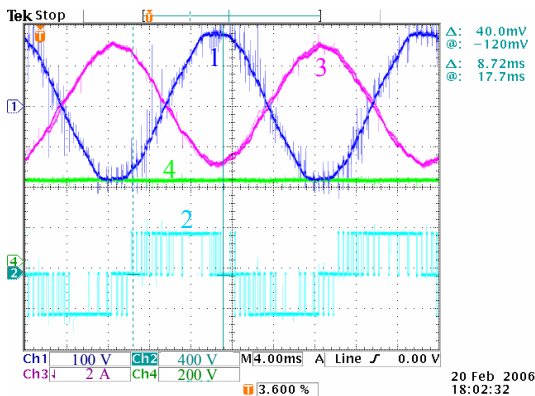 Tek Stop
T
T
Δ: 40.0mV
@: -120mV
Δ: 8.72ms
@: 17.7ms
1
3
1
4
2
4
2
Ch1 100 V Ch2 400 V M 4.00ms A Line ƒ 0.00 V
Ch3 2 A Ch4 200 V
T 3.600 %
20 Feb 2006
18:02:32